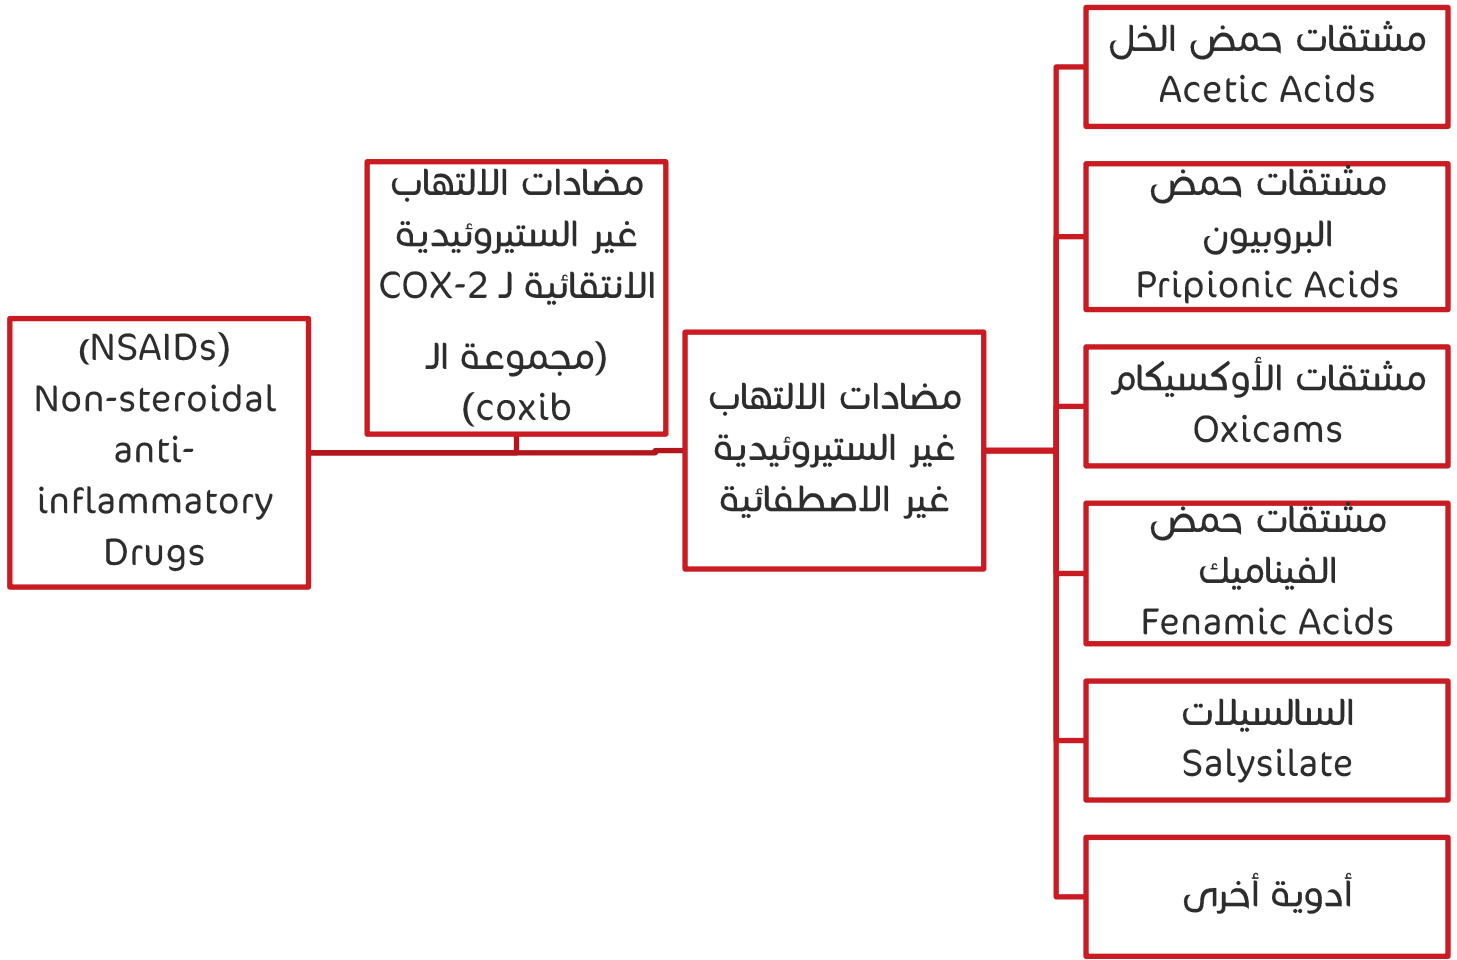 (NSAIDs)
Non-steroidal
anti-
inflammatory
Drugs
مضادات الالتهاب
غير الستيروئيدية
الانتقائية لـ COX-2
(مجموعة الـ
coxib)
مضادات الالتهاب
غير الستيروئيدية
غير الاصطفائية
مشتقات حمض الخل
Acetic Acids
مشتقات حمض
البروبيون
Pripionic Acids
مشتقات الأوكسيكام
Oxicams
مشتقات حمض
الفيناميك
Fenamic Acids
السالسيلات
Salysilate
أدوية أخرى